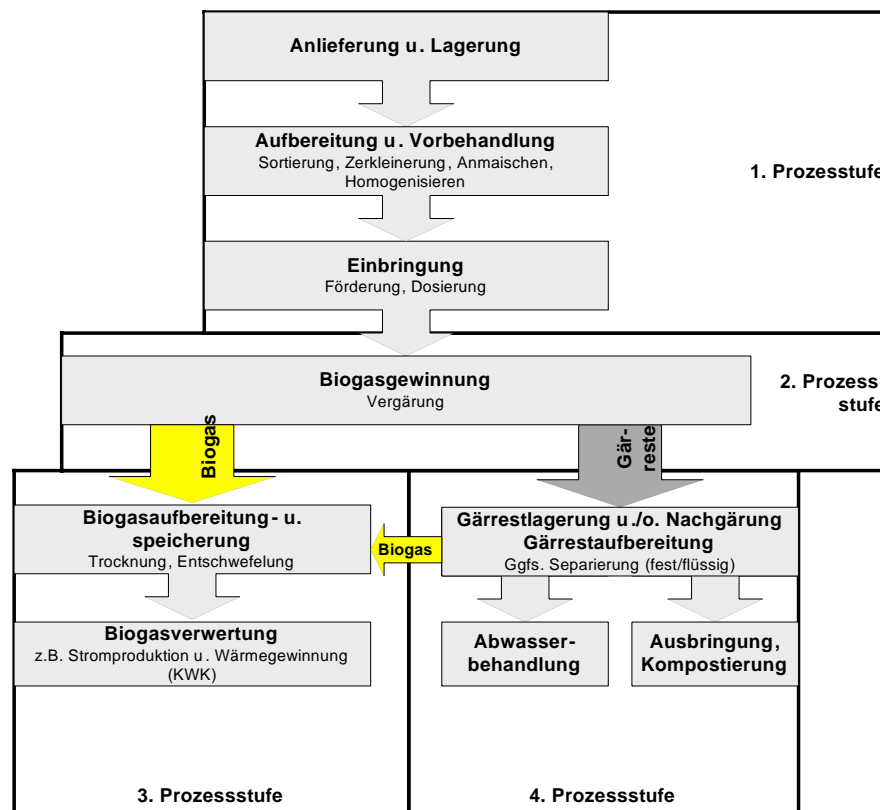 Anlieferung u. Lagerung
Aufbereitung u. Vorbehandlung
Sortierung, Zerkleinerung, Anmaischen,
Homogenisieren
1. Prozesstufe
Einbringung
Förderung, Dosierung
Biogasgewinnung
Vergärung
2. Prozess
stufe
Biogas
Gär-
reste
Biogasaufbereitung- u.
speicherung
Trocknung, Entschwefelung
Biogas
Gärrestlagerung u./o. Nachgärung
Gärrestaufbereitung
Ggfs. Separierung (fest/flüssig)
Biogasverwertung
z.B. Stromproduktion u. Wärmegewinnung
(KWK)
Abwasser-
behandlung
Ausbringung,
Kompostierung
3. Prozessstufe
4. Prozessstufe